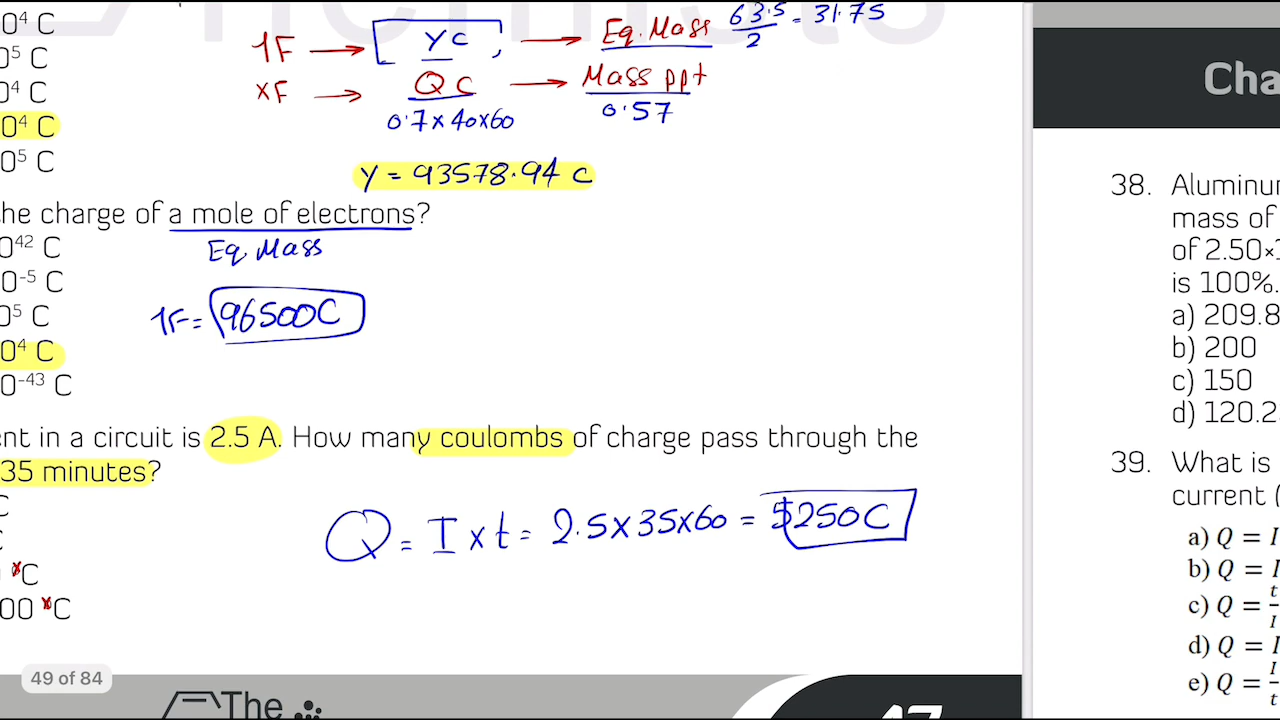 0⁴ C
0⁵ C
0⁴ C
0⁴ C
0⁵ C
1F → YC → Eq. Mass 63.5/2 = 31.75
xF → QC → Mass ppt
0.7×40×60 0.57
Y = 93578.94 C
he charge of a mole of electrons?
Eq. Mass
0⁴² C
0⁻⁵ C
0⁵ C
0⁴ C
0⁻⁴³ C
1F = 96500C
ent in a circuit is 2.5 A. How many coulombs of charge pass through the
35 minutes?
C
C
x C
00 x C
Q = I x t = 2.5x35x60 = 5250C
49 of 84
The
47
Cha
38. Aluminur
mass of
of 2.50×
is 100%.
a) 209.8
b) 200
c) 150
d) 120.2
39. What is
current (
a) Q = I
b) Q = I
c) Q = t/I
d) Q = I
e) Q = I/t